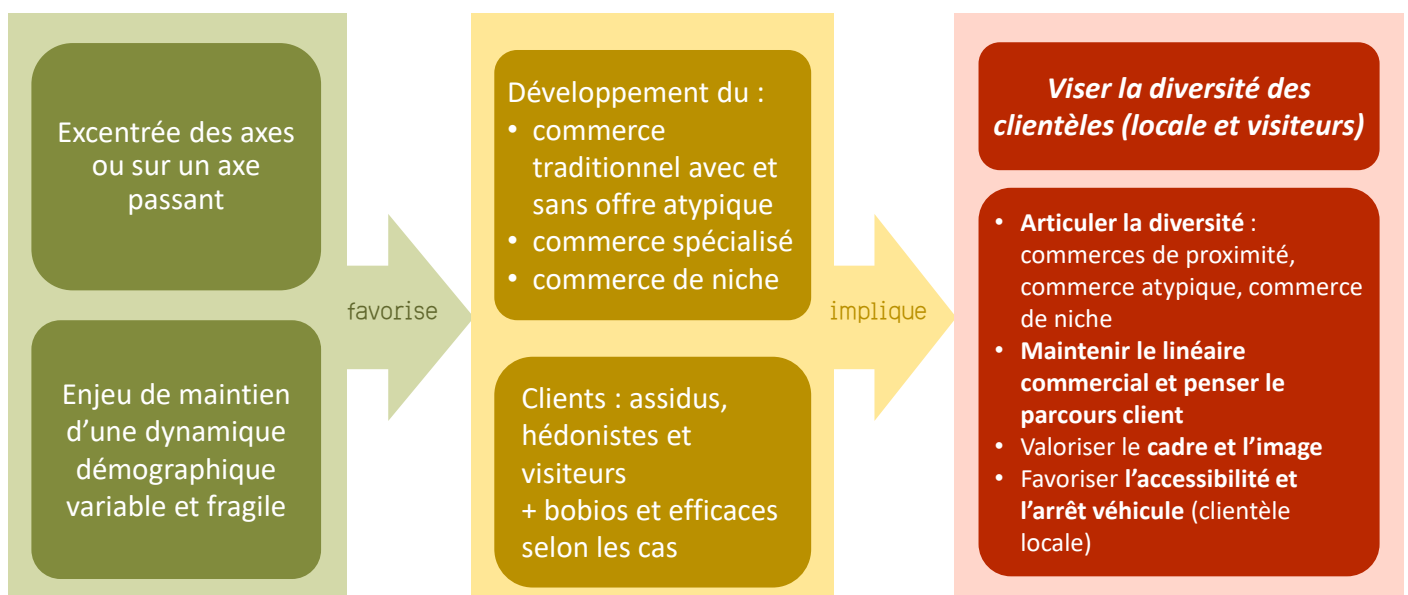 Excentrée des axes
ou sur un axe
passant
Enjeu de maintien
d’une dynamique
démographique
variable et fragile
favorise
Développement du :
• commerce
traditionnel avec et
sans offre atypique
• commerce spécialisé
• commerce de niche
Clients : assidus,
hédonistes et
visiteurs
+ bobios et efficaces
selon les cas
implique
Viser la diversité des
clientèles (locale et visiteurs)
• Articuler la diversité :
commerces de proximité,
commerce atypique, commerce
de niche
• Maintenir le linéaire
commercial et penser le
parcours client
• Valoriser le cadre et l’image
• Favoriser l’accessibilité et
l’arrêt véhicule (clientèle
locale)